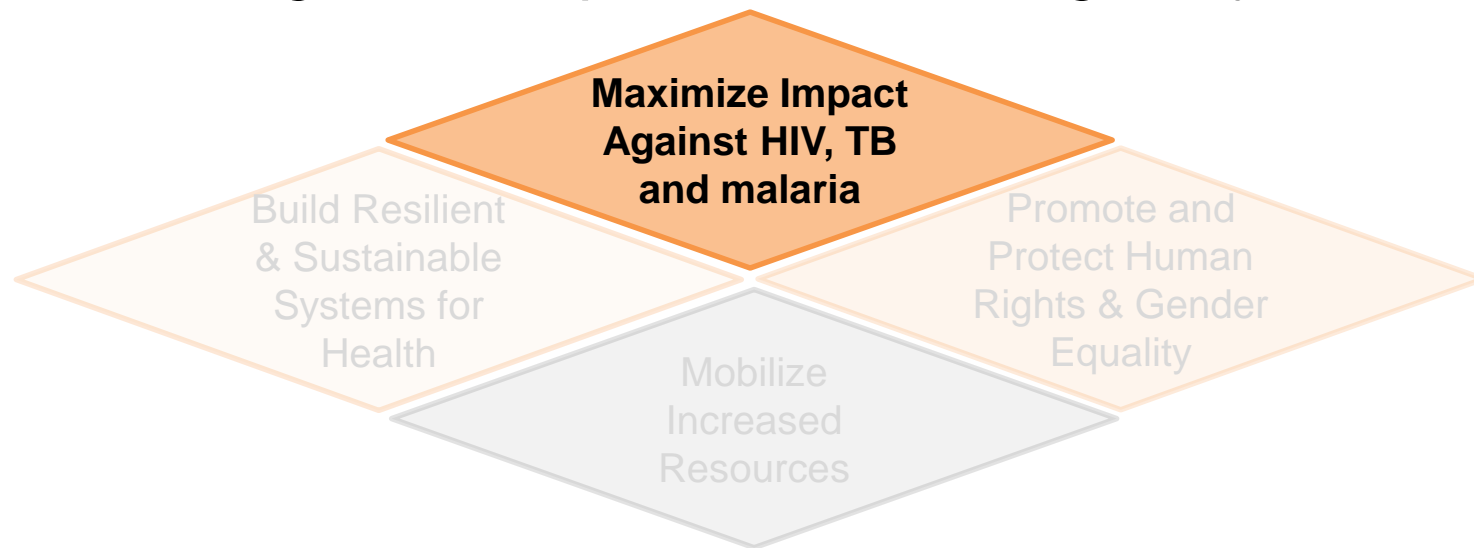 Maximize Impact
Against HIV, TB
and malaria
Build Resilient
& Sustainable
Systems for
Health
Promote and
Protect Human
Rights & Gender
Equality
Mobilize
Increased
Resources